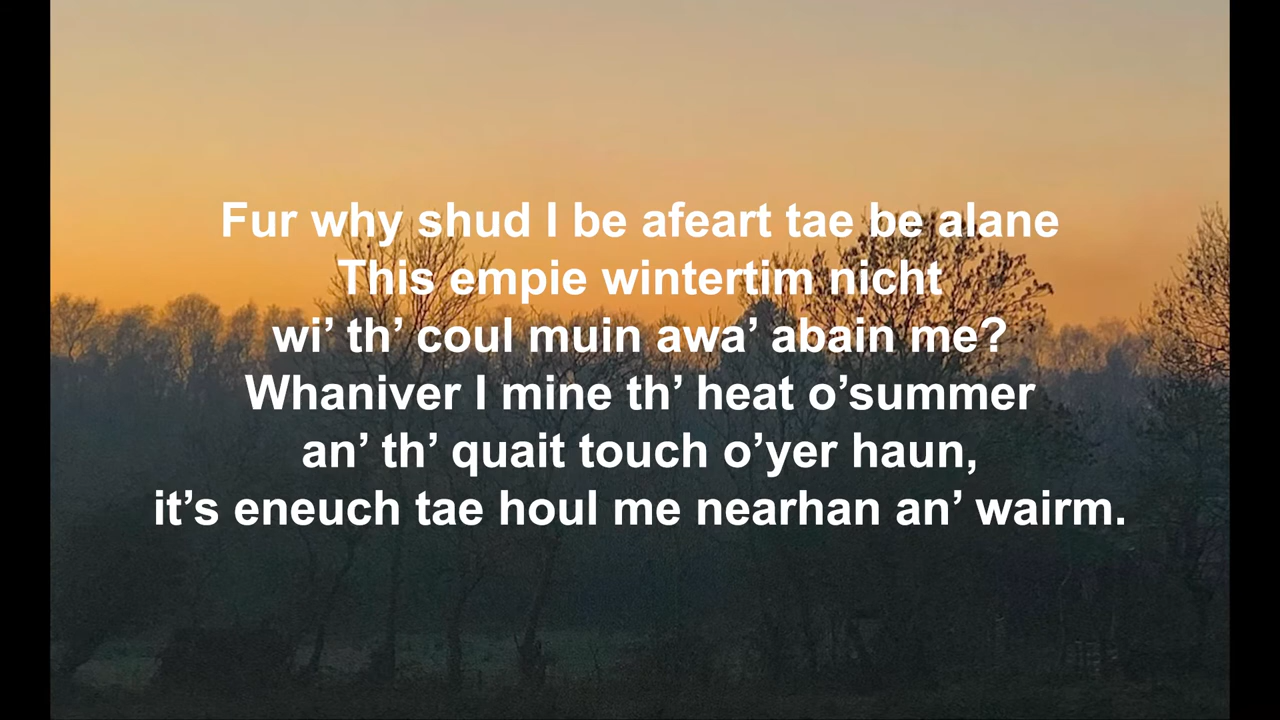 Fur why shud I be afeart tae be alane
This empie wintertim nicht
wi’ th’ coul muin awa’ abain me?
Whaniver I mine th’ heat o’summer
an’ th’ quait touch o’yer haun,
it’s eneuch tae houl me nearhan an’ wairm.